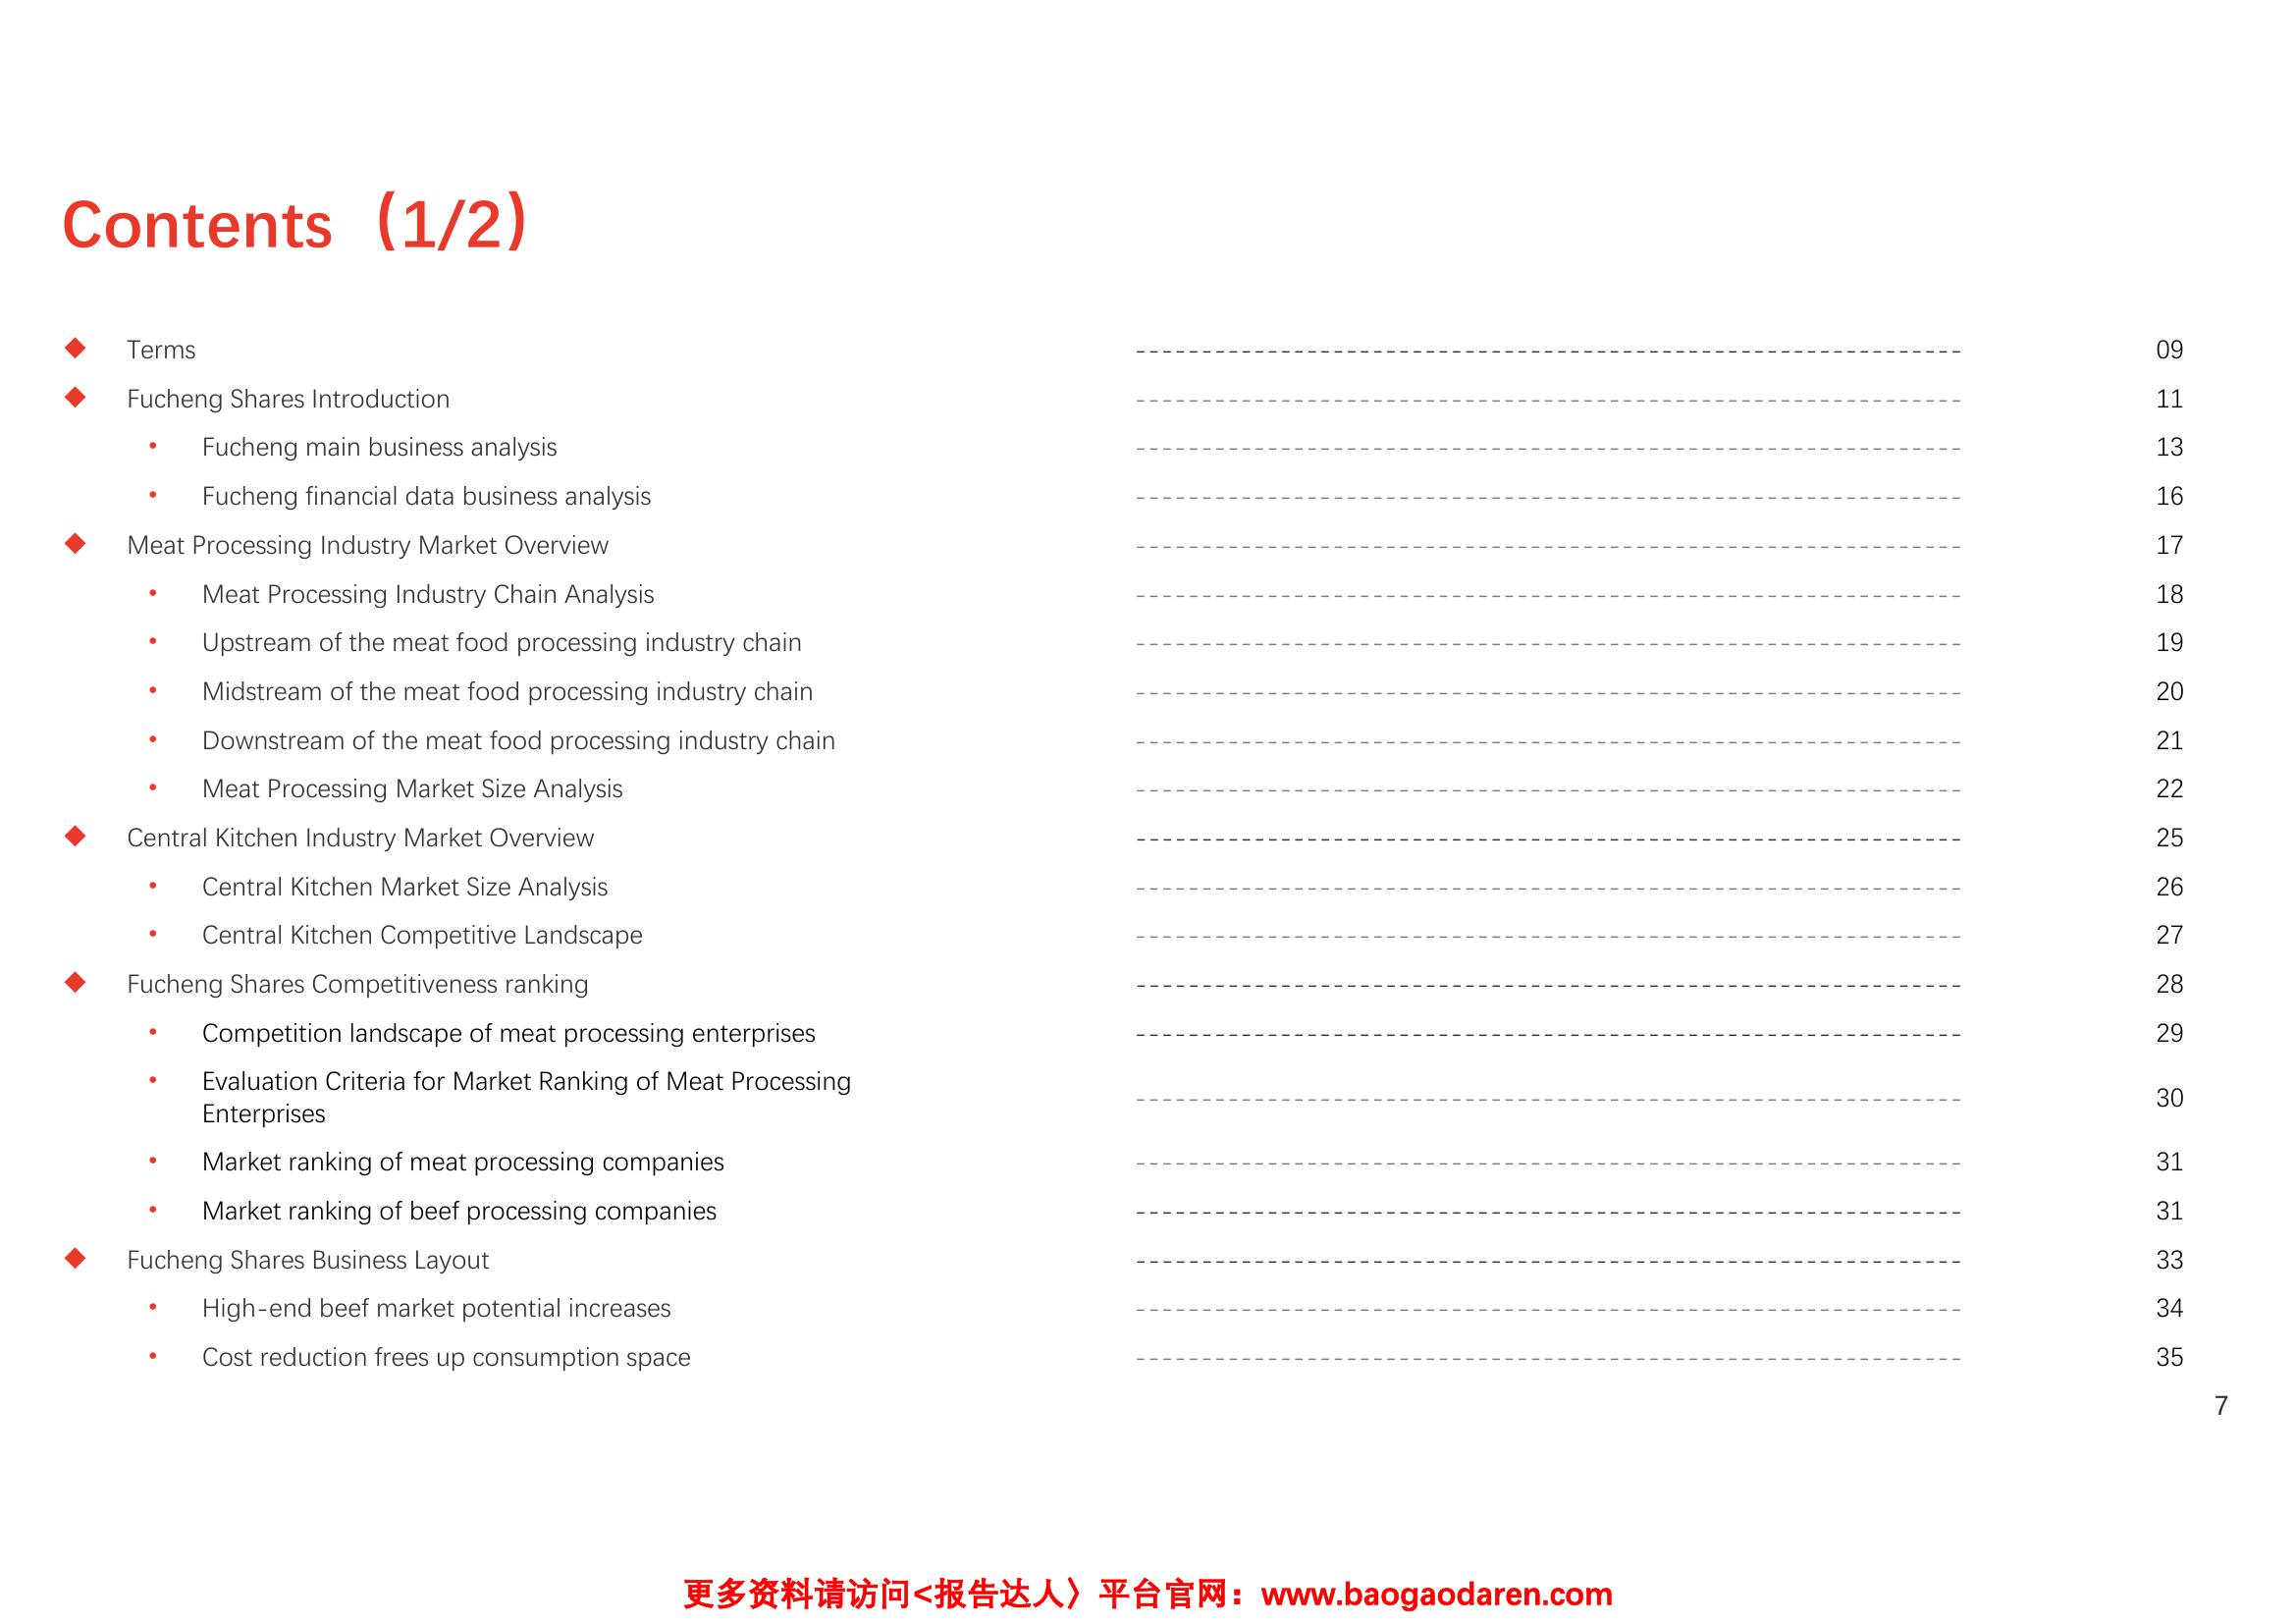 Contents（1/2）
◆ Terms -------------------------------------------------------------- 09
◆ Fucheng Shares Introduction -------------------------------------------------------------- 11
• Fucheng main business analysis -------------------------------------------------------------- 13
• Fucheng financial data business analysis -------------------------------------------------------------- 16
◆ Meat Processing Industry Market Overview -------------------------------------------------------------- 17
• Meat Processing Industry Chain Analysis -------------------------------------------------------------- 18
• Upstream of the meat food processing industry chain -------------------------------------------------------------- 19
• Midstream of the meat food processing industry chain -------------------------------------------------------------- 20
• Downstream of the meat food processing industry chain -------------------------------------------------------------- 21
• Meat Processing Market Size Analysis -------------------------------------------------------------- 22
◆ Central Kitchen Industry Market Overview -------------------------------------------------------------- 25
• Central Kitchen Market Size Analysis -------------------------------------------------------------- 26
• Central Kitchen Competitive Landscape -------------------------------------------------------------- 27
◆ Fucheng Shares Competitiveness ranking -------------------------------------------------------------- 28
• Competition landscape of meat processing enterprises -------------------------------------------------------------- 29
• Evaluation Criteria for Market Ranking of Meat Processing
Enterprises -------------------------------------------------------------- 30
• Market ranking of meat processing companies -------------------------------------------------------------- 31
• Market ranking of beef processing companies -------------------------------------------------------------- 31
◆ Fucheng Shares Business Layout -------------------------------------------------------------- 33
• High-end beef market potential increases -------------------------------------------------------------- 34
• Cost reduction frees up consumption space -------------------------------------------------------------- 35
7
更多资料请访问<报告达人〉平台官网：www.baogaodaren.com